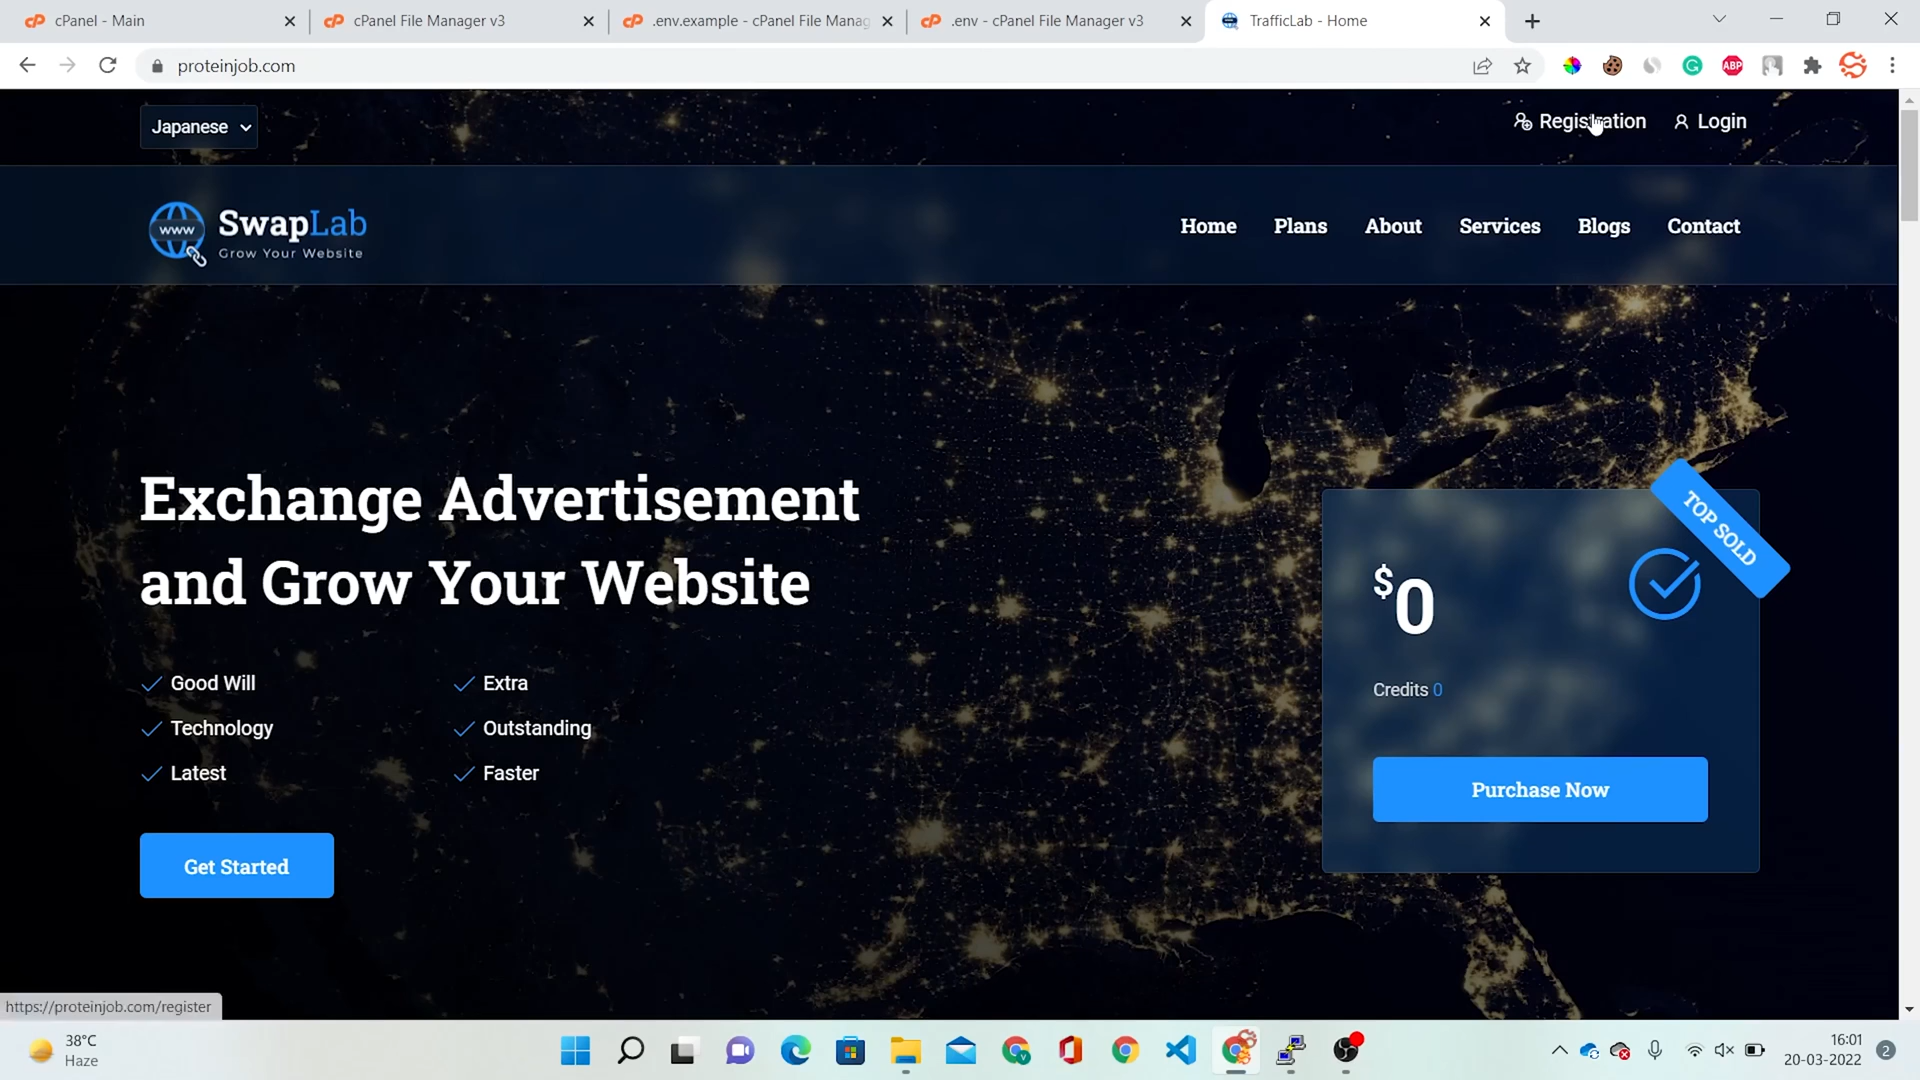 cPanel - Main
cPanel File Manager v3
.env.example - cPanel File Manag
.env - cPanel File Manager v3
TrafficLab - Home
proteinjob.com
ABP
Japanese
Registration
Login
www
SwapLab
Grow Your Website
Home
Plans
About
Services
Blogs
Contact
Exchange Advertisement
and Grow Your Website
TOP SOLD
$0
Credits 0
Good Will
Extra
Technology
Outstanding
Latest
Faster
Purchase Now
Get Started
https://proteinjob.com/register
38°C
Haze
16:01
20-03-2022
2